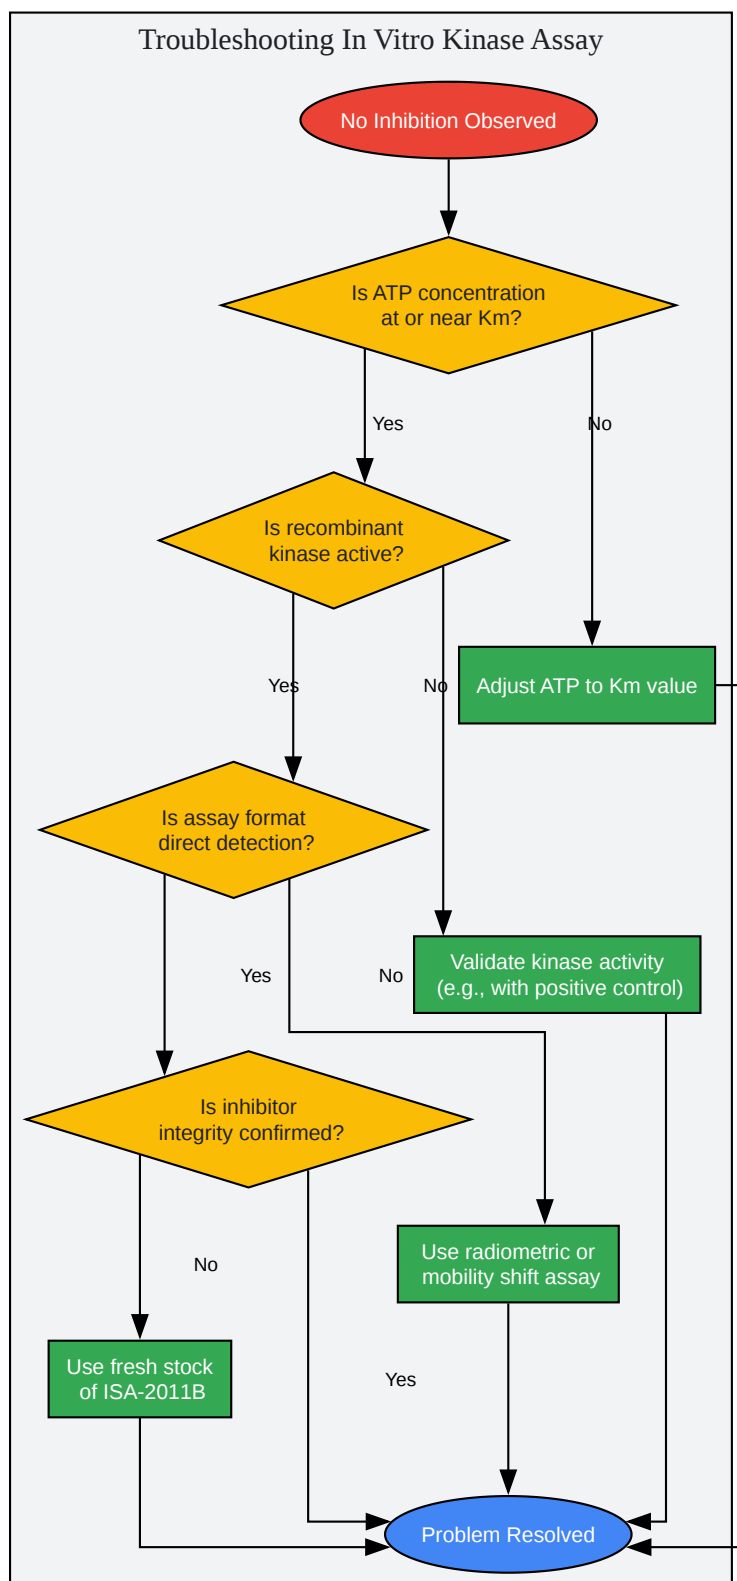 Troubleshooting In Vitro Kinase Assay
No Inhibition Observed
Is ATP concentration
at or near Km?
Yes
No
Is recombinant
kinase active?
Yes
No
Adjust ATP to Km value
Is assay format
direct detection?
Yes
No
Validate kinase activity
(e.g., with positive control)
Is inhibitor
integrity confirmed?
No
Use radiometric or
mobility shift assay
Use fresh stock
of ISA-2011B
Yes
Problem Resolved